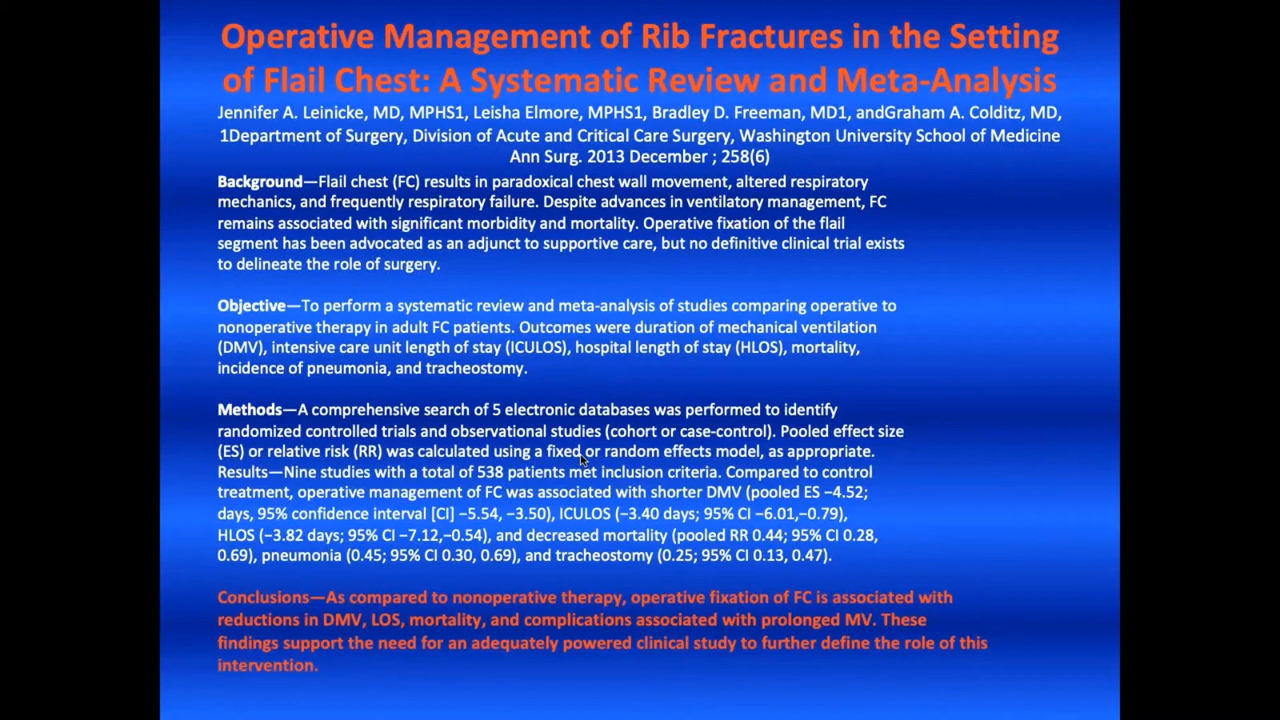 Operative Management of Rib Fractures in the Setting
of Flail Chest: A Systematic Review and Meta-Analysis
Jennifer A. Leinicke, MD, MPHS1, Leisha Elmore, MPHS1, Bradley D. Freeman, MD1, andGraham A. Colditz, MD,
1Department of Surgery, Division of Acute and Critical Care Surgery, Washington University School of Medicine
Ann Surg. 2013 December ; 258(6)
Background—Flail chest (FC) results in paradoxical chest wall movement, altered respiratory
mechanics, and frequently respiratory failure. Despite advances in ventilatory management, FC
remains associated with significant morbidity and mortality. Operative fixation of the flail
segment has been advocated as an adjunct to supportive care, but no definitive clinical trial exists
to delineate the role of surgery.
Objective—To perform a systematic review and meta-analysis of studies comparing operative to
nonoperative therapy in adult FC patients. Outcomes were duration of mechanical ventilation
(DMV), intensive care unit length of stay (ICULOS), hospital length of stay (HLOS), mortality,
incidence of pneumonia, and tracheostomy.
Methods—A comprehensive search of 5 electronic databases was performed to identify
randomized controlled trials and observational studies (cohort or case-control). Pooled effect size
(ES) or relative risk (RR) was calculated using a fixed or random effects model, as appropriate.
Results—Nine studies with a total of 538 patients met inclusion criteria. Compared to control
treatment, operative management of FC was associated with shorter DMV (pooled ES −4.52;
days, 95% confidence interval [CI] −5.54, −3.50), ICULOS (−3.40 days; 95% CI −6.01,−0.79),
HLOS (−3.82 days; 95% CI −7.12,−0.54), and decreased mortality (pooled RR 0.44; 95% CI 0.28,
0.69), pneumonia (0.45; 95% CI 0.30, 0.69), and tracheostomy (0.25; 95% CI 0.13, 0.47).
Conclusions—As compared to nonoperative therapy, operative fixation of FC is associated with
reductions in DMV, LOS, mortality, and complications associated with prolonged MV. These
findings support the need for an adequately powered clinical study to further define the role of this
intervention.